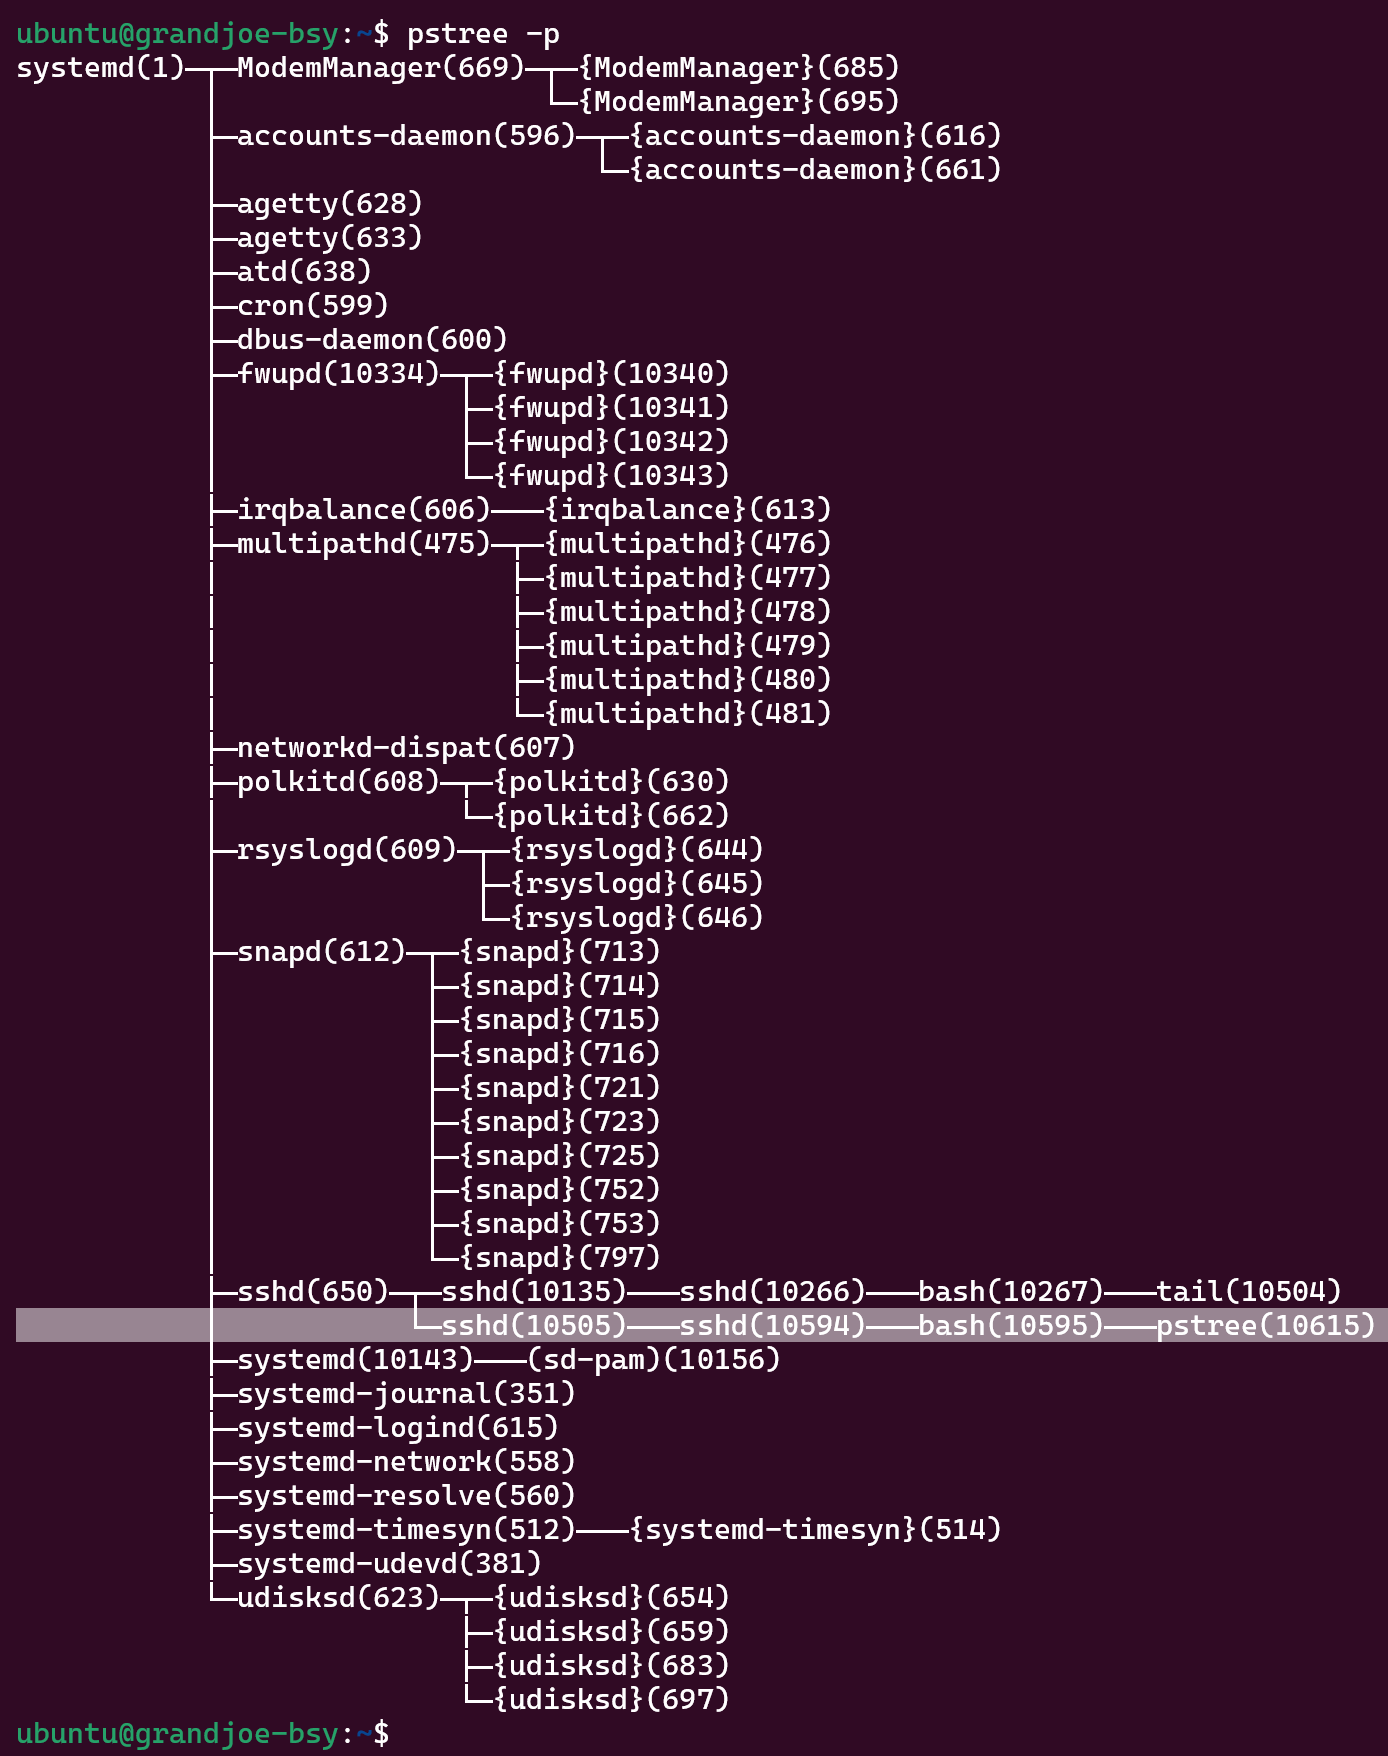 ubuntu@grandjoe-bsy:~$ pstree -p
systemd(1)─┬─ModemManager(669)─┬─{ModemManager}(685)
           │                   └─{ModemManager}(695)
           ├─accounts-daemon(596)─┬─{accounts-daemon}(616)
           │                      └─{accounts-daemon}(661)
           ├─agetty(628)
           ├─agetty(633)
           ├─atd(638)
           ├─cron(599)
           ├─dbus-daemon(600)
           ├─fwupd(10334)─┬─{fwupd}(10340)
           │              ├─{fwupd}(10341)
           │              ├─{fwupd}(10342)
           │              └─{fwupd}(10343)
           ├─irqbalance(606)───{irqbalance}(613)
           ├─multipathd(475)─┬─{multipathd}(476)
           │                 ├─{multipathd}(477)
           │                 ├─{multipathd}(478)
           │                 ├─{multipathd}(479)
           │                 ├─{multipathd}(480)
           │                 └─{multipathd}(481)
           ├─networkd-dispat(607)
           ├─polkitd(608)─┬─{polkitd}(630)
           │              └─{polkitd}(662)
           ├─rsyslogd(609)─┬─{rsyslogd}(644)
           │               ├─{rsyslogd}(645)
           │               └─{rsyslogd}(646)
           ├─snapd(612)─┬─{snapd}(713)
           │            ├─{snapd}(714)
           │            ├─{snapd}(715)
           │            ├─{snapd}(716)
           │            ├─{snapd}(721)
           │            ├─{snapd}(723)
           │            ├─{snapd}(725)
           │            ├─{snapd}(752)
           │            ├─{snapd}(753)
           │            └─{snapd}(797)
           ├─sshd(650)─┬─sshd(10135)───sshd(10266)───bash(10267)───tail(10504)
           │           └─sshd(10505)───sshd(10594)───bash(10595)───pstree(10615)
           ├─systemd(10143)───(sd-pam)(10156)
           ├─systemd-journal(351)
           ├─systemd-logind(615)
           ├─systemd-network(558)
           ├─systemd-resolve(560)
           ├─systemd-timesyn(512)───{systemd-timesyn}(514)
           ├─systemd-udevd(381)
           └─udisksd(623)─┬─{udisksd}(654)
                          ├─{udisksd}(659)
                          ├─{udisksd}(683)
                          └─{udisksd}(697)
ubuntu@grandjoe-bsy:~$